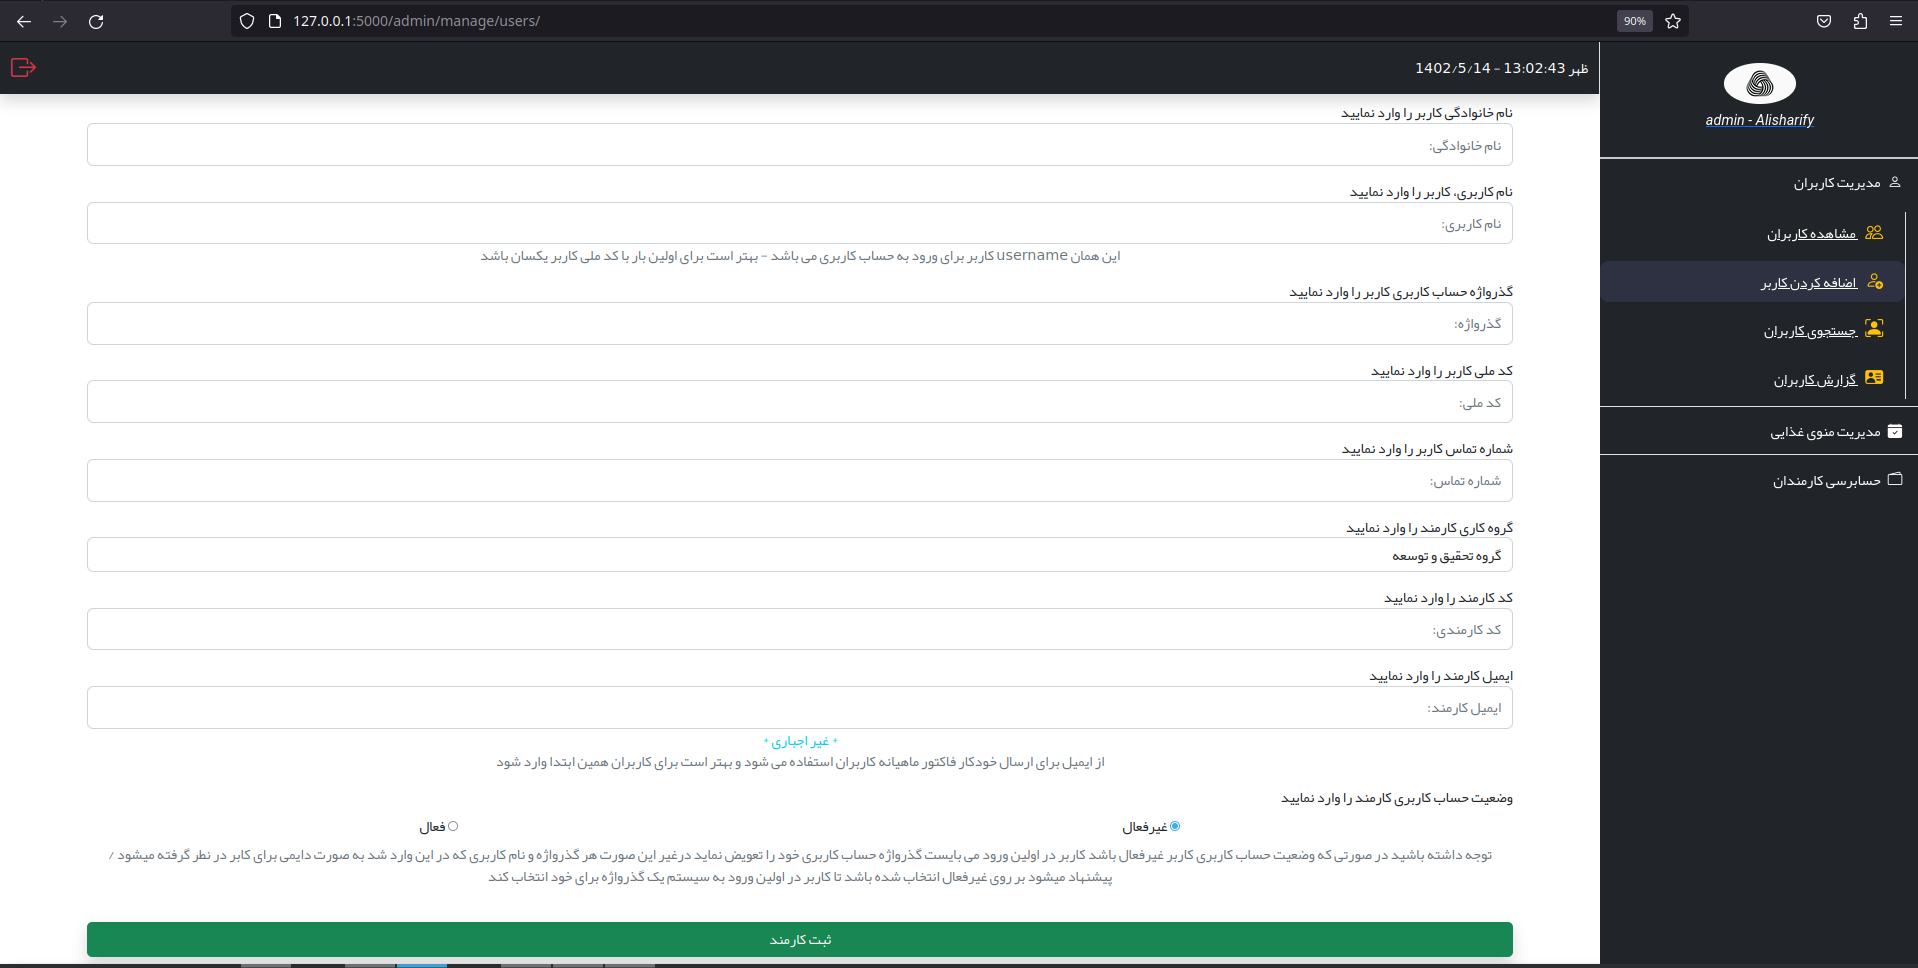 127.0.0.1:5000/admin/manage/users/
90%
ظهر 13:02:43 - 1402/5/14
admin - Alisharify
مدیریت کاربران
مشاهده کاربران
اضافه کردن کاربر
جستجوی کاربران
گزارش کاربران
مدیریت منوی غذایی
حسابرسی کارمندان
نام خانوادگی کاربر را وارد نمایید
نام خانوادگی:
نام کاربری، کاربر را وارد نمایید
نام کاربری:
این همان username کاربر برای ورود به حساب کاربری می باشد - بهتر است برای اولین بار با کد ملی کاربر یکسان باشد
گذرواژه حساب کاربری کاربر را وارد نمایید
گذرواژه:
کد ملی کاربر را وارد نمایید
کد ملی:
شماره تماس کاربر را وارد نمایید
شماره تماس:
گروه کاری کارمند را وارد نمایید
گروه تحقیق و توسعه
کد کارمند را وارد نمایید
کد کارمندی:
ایمیل کارمند را وارد نمایید
ایمیل کارمند:
* غیر اجباری *
از ایمیل برای ارسال خودکار فاکتور ماهیانه کاربران استفاده می شود و بهتر است برای کاربران همین ابتدا وارد شود
وضعیت حساب کاربری کارمند را وارد نمایید
غیرفعال
فعال
توجه داشته باشید در صورتی که وضعیت حساب کاربری کاربر غیرفعال باشد کاربر در اولین ورود می بایست گذرواژه حساب کاربری خود را تعویض نماید درغیر این صورت هر گذرواژه و نام کاربری که در این وارد شد به صورت دایمی برای کابر در نظر گرفته میشود /
پیشنهاد میشود بر روی غیرفعال انتخاب شده باشد تا کاربر در اولین ورود به سیستم یک گذرواژه برای خود انتخاب کند
ثبت کارمند